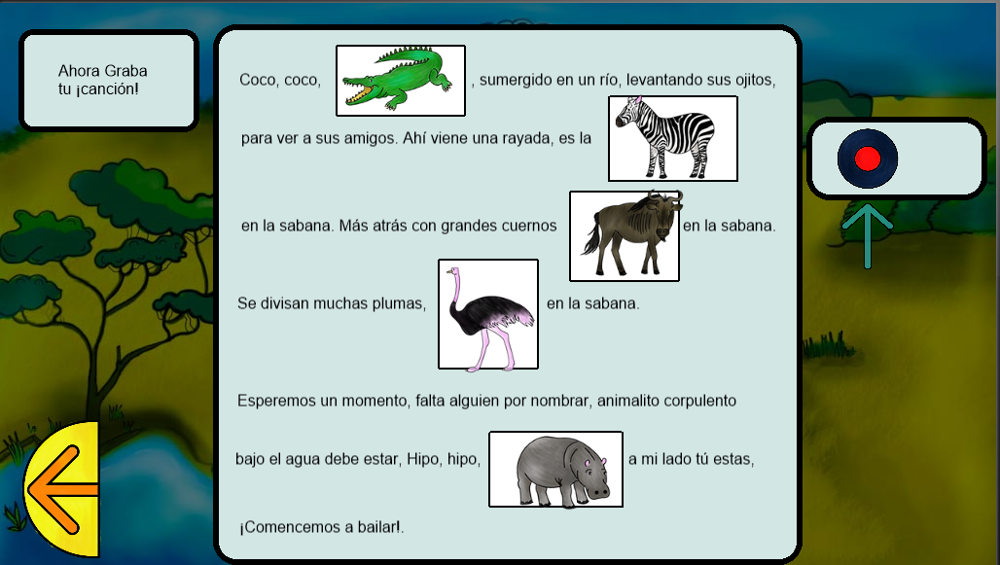 Ahora Graba
tu ¡canción!
Coco, coco, , sumergido en un río, levantando sus ojitos,
para ver a sus amigos. Ahí viene una rayada, es la
en la sabana. Más atrás con grandes cuernos en la sabana.
Se divisan muchas plumas, en la sabana.
Esperemos un momento, falta alguien por nombrar, animalito corpulento
bajo el agua debe estar, Hipo, hipo, a mi lado tú estas,
¡Comencemos a bailar!.